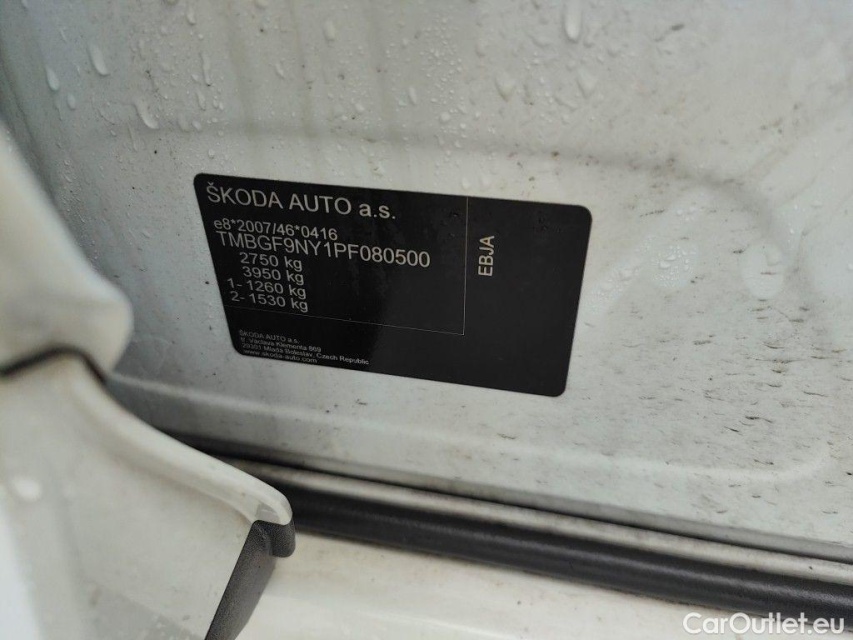 ŠKODA AUTO a.s.
e8*2007/46*0416
TMBGF9NY1PF080500
2750 kg
3950 kg
1- 1260 kg
2- 1530 kg
EBJA
ŠKODA AUTO a.s.
tř. Václava Klementa 869
29301 Mladá Boleslav, Czech Republic
www.skoda-auto.com
CarOutlet.eu